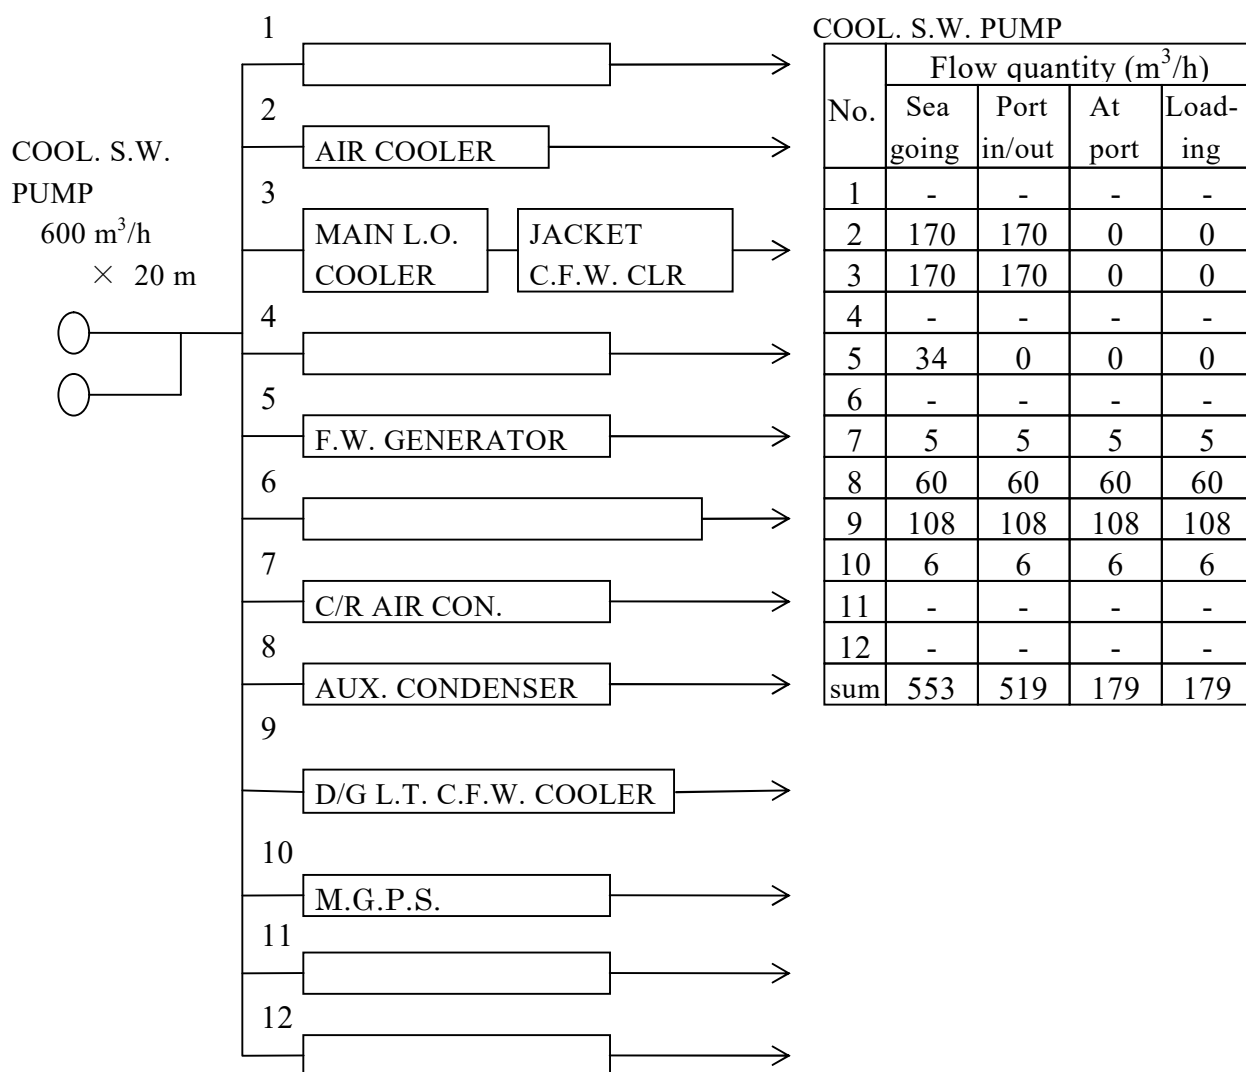 1
2
AIR COOLER
COOL. S.W.
PUMP
600 m³/h
× 20 m
3
MAIN L.O.
COOLER
JACKET
C.F.W. CLR
4
5
F.W. GENERATOR
6
7
C/R AIR CON.
8
AUX. CONDENSER
9
D/G L.T. C.F.W. COOLER
10
M.G.P.S.
11
12
COOL. S.W. PUMP
No. Flow quantity (m³/h)
Sea going Port in/out At port Load-ing
1 - - - -
2 170 170 0 0
3 170 170 0 0
4 - - - -
5 34 0 0 0
6 - - - -
7 5 5 5 5
8 60 60 60 60
9 108 108 108 108
10 6 6 6 6
11 - - - -
12 - - - -
sum 553 519 179 179